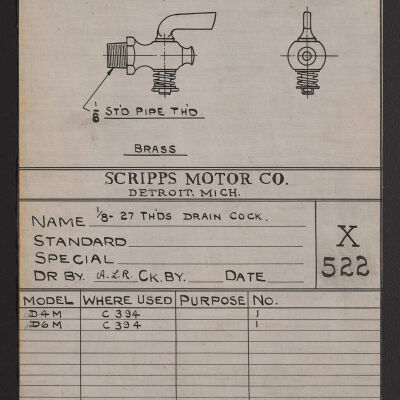 1/8 ST'D PIPE TH'D
BRASS
SCRIPPS MOTOR CO.
DETROIT, MICH.
NAME 1/8 - 27 TH'DS DRAIN COCK.
STANDARD
SPECIAL
DR BY. A.L.R. CK.BY. DATE
X
522
MODEL WHERE USED PURPOSE NO.
D4M C 394 1
D6M C 394 1